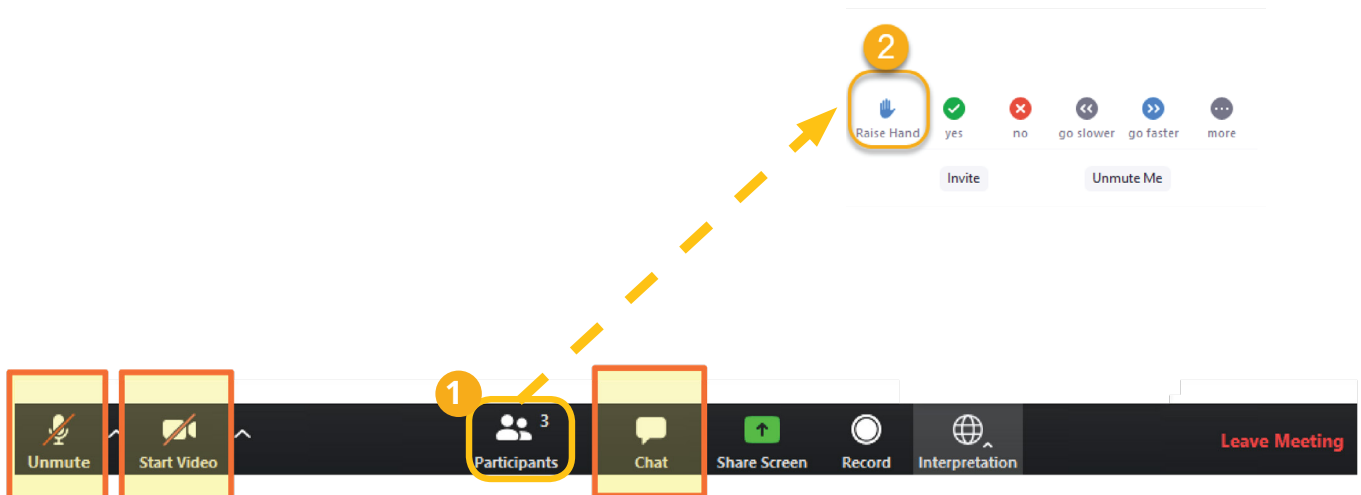 2
Raise Hand yes no go slower go faster more
Invite Unmute Me
1
3
Unmute Start Video Participants Chat Share Screen Record Interpretation Leave Meeting